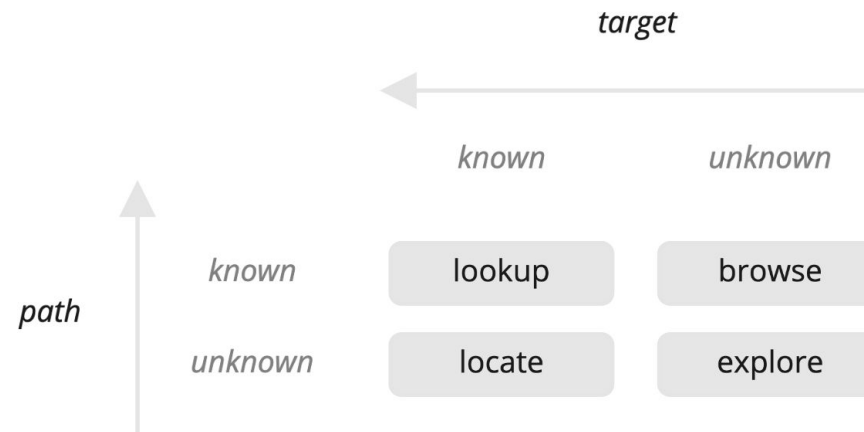 target
known unknown
known lookup browse
path
unknown locate explore